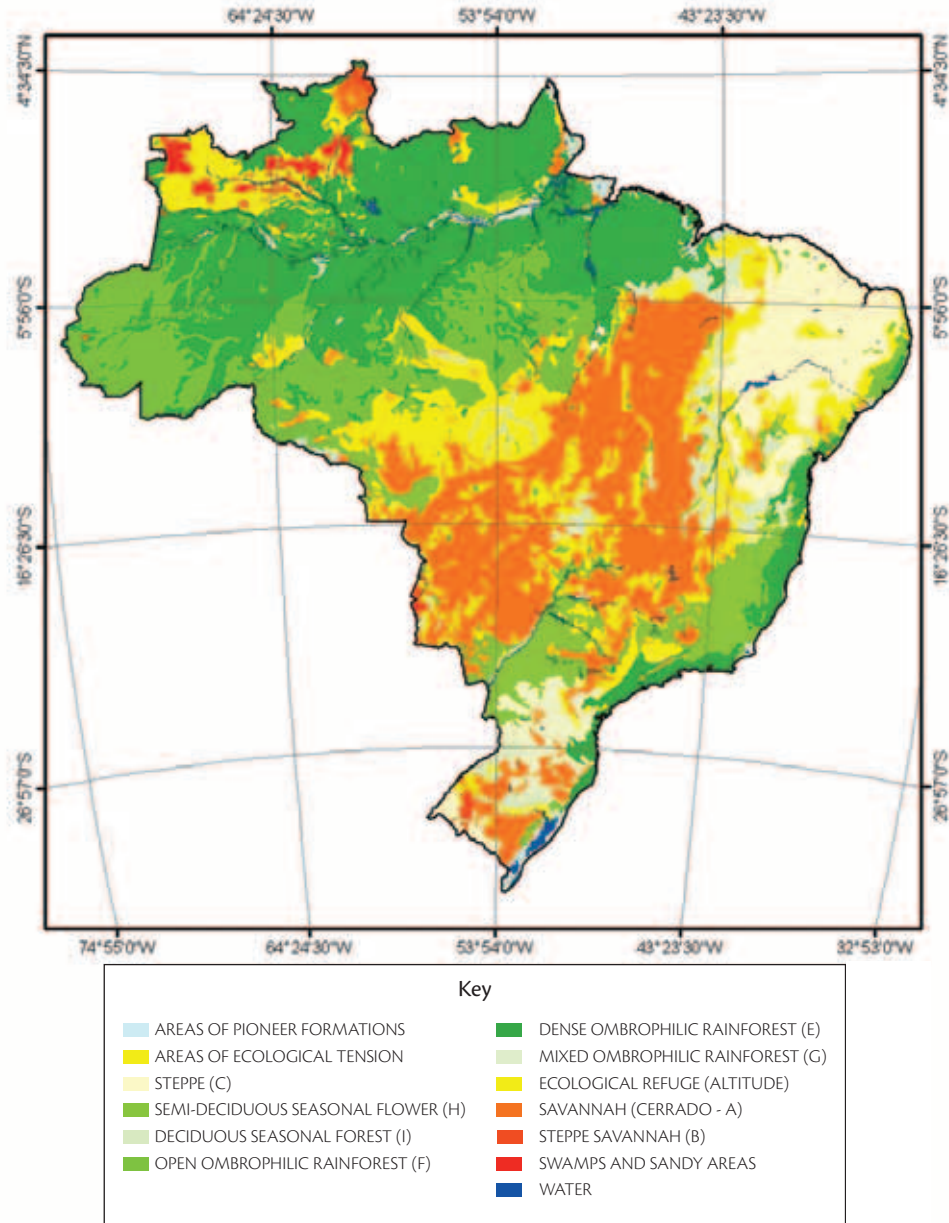 64°24'30"W 53°54'0"W 43°23'30"W
4°34'30"N 4°34'30"N
5°56'0"S 5°56'0"S
16°26'30"S 16°26'30"S
26°57'0"S 26°57'0"S
74°55'0"W 64°24'30"W 53°54'0"W 43°23'30"W 32°53'0"W
Key
AREAS OF PIONEER FORMATIONS
AREAS OF ECOLOGICAL TENSION
STEPPE (C)
SEMI-DECIDUOUS SEASONAL FLOWER (H)
DECIDUOUS SEASONAL FOREST (I)
OPEN OMBROPHILIC RAINFOREST (F)
DENSE OMBROPHILIC RAINFOREST (E)
MIXED OMBROPHILIC RAINFOREST (G)
ECOLOGICAL REFUGE (ALTITUDE)
SAVANNAH (CERRADO - A)
STEPPE SAVANNAH (B)
SWAMPS AND SANDY AREAS
WATER